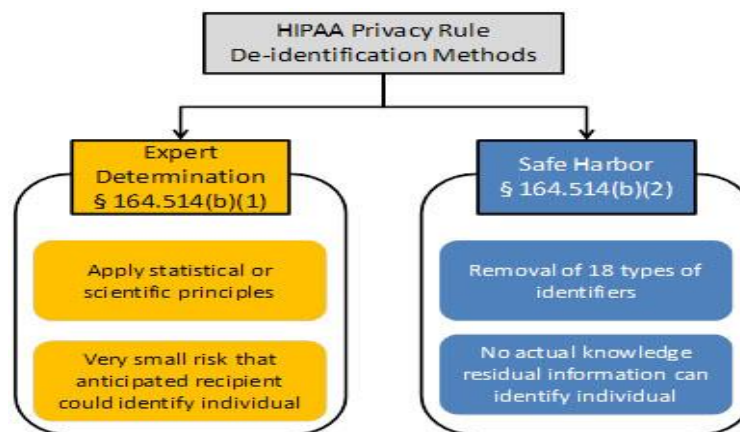 HIPAA Privacy Rule
De-identification Methods
Expert
Determination
§ 164.514(b)(1)
Apply statistical or
scientific principles
Very small risk that
anticipated recipient
could identify individual
Safe Harbor
§ 164.514(b)(2)
Removal of 18 types of
identifiers
No actual knowledge
residual information can
identify individual